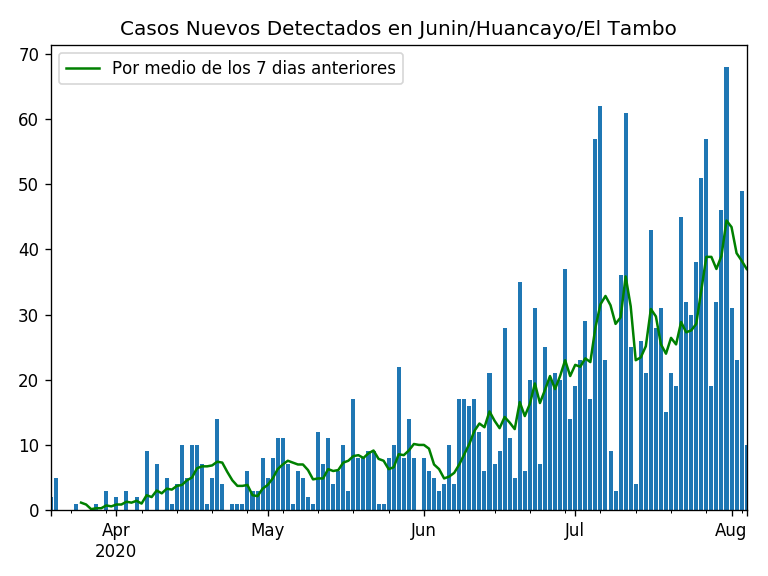 Casos Nuevos Detectados en Junin/Huancayo/El Tambo
Por medio de los 7 dias anteriores
70
60
50
40
30
20
10
0
Apr
2020
May
Jun
Jul
Aug